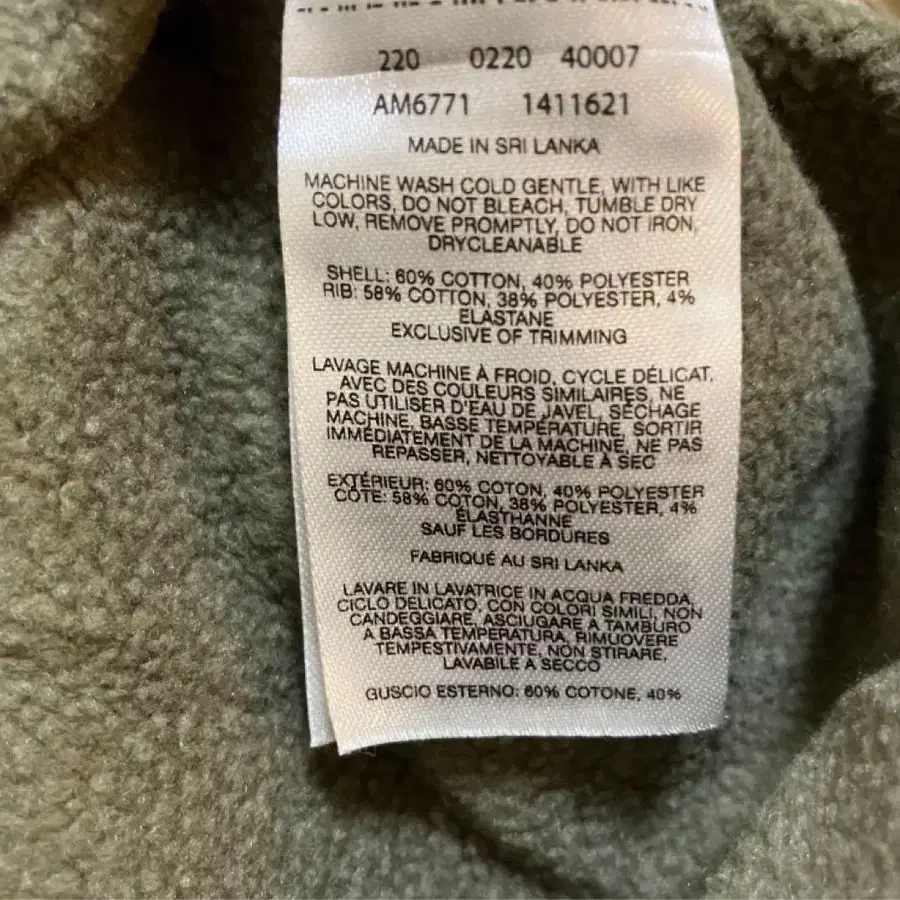 220 0220 40007
AM6771 1411621
MADE IN SRI LANKA
MACHINE WASH COLD GENTLE, WITH LIKE
COLORS, DO NOT BLEACH, TUMBLE DRY
LOW, REMOVE PROMPTLY, DO NOT IRON,
DRYCLEANABLE
SHELL: 60% COTTON, 40% POLYESTER
RIB: 58% COTTON, 38% POLYESTER, 4%
ELASTANE
EXCLUSIVE OF TRIMMING
LAVAGE MACHINE À FROID, CYCLE DÉLICAT,
AVEC DES COULEURS SIMILAIRES, NE
PAS UTILISER D'EAU DE JAVEL, SÉCHAGE
MACHINE, BASSE TEMPÉRATURE, SORTIR
IMMÉDIATEMENT DE LA MACHINE, NE PAS
REPASSER, NETTOYABLE À SEC
EXTÉRIEUR: 60% COTON, 40% POLYESTER
CÔTE: 58% COTON, 38% POLYESTER, 4%
ÉLASTHANNE
SAUF LES BORDURES
FABRIQUÉ AU SRI LANKA
LAVARE IN LAVATRICE IN ACQUA FREDDA,
CICLO DELICATO, CON COLORI SIMILI, NON
CANDEGGIARE, ASCIUGARE A TAMBURO
A BASSA TEMPERATURA, RIMUOVERE
TEMPESTIVAMENTE, NON STIRARE,
LAVABILE A SECCO
GUSCIO ESTERNO: 60% COTONE, 40%